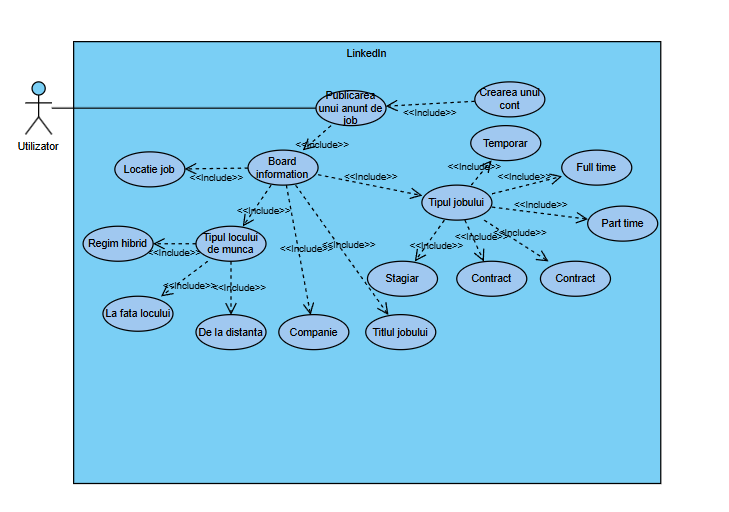 LinkedIn
Utilizator
Publicarea
unui anunt de
job
Crearea unui
cont
<<Include>>
<<Include>>
Temporar
Board
information
Locatie job
<<Include>>
<<Include>>
<<Include>>
<<Include>>
Full time
Tipul jobului
<<Include>>
Part time
<<Include>>
Regim hibrid
<<Include>>
Tipul locului
de munca
<<Include>>
<<Include>>
<<Include>>
<<Include>>
<<Include>>
Stagiar
Contract
Contract
<<Include>>
<<Include>>
La fata locului
De la distanta
Companie
Titlul jobului